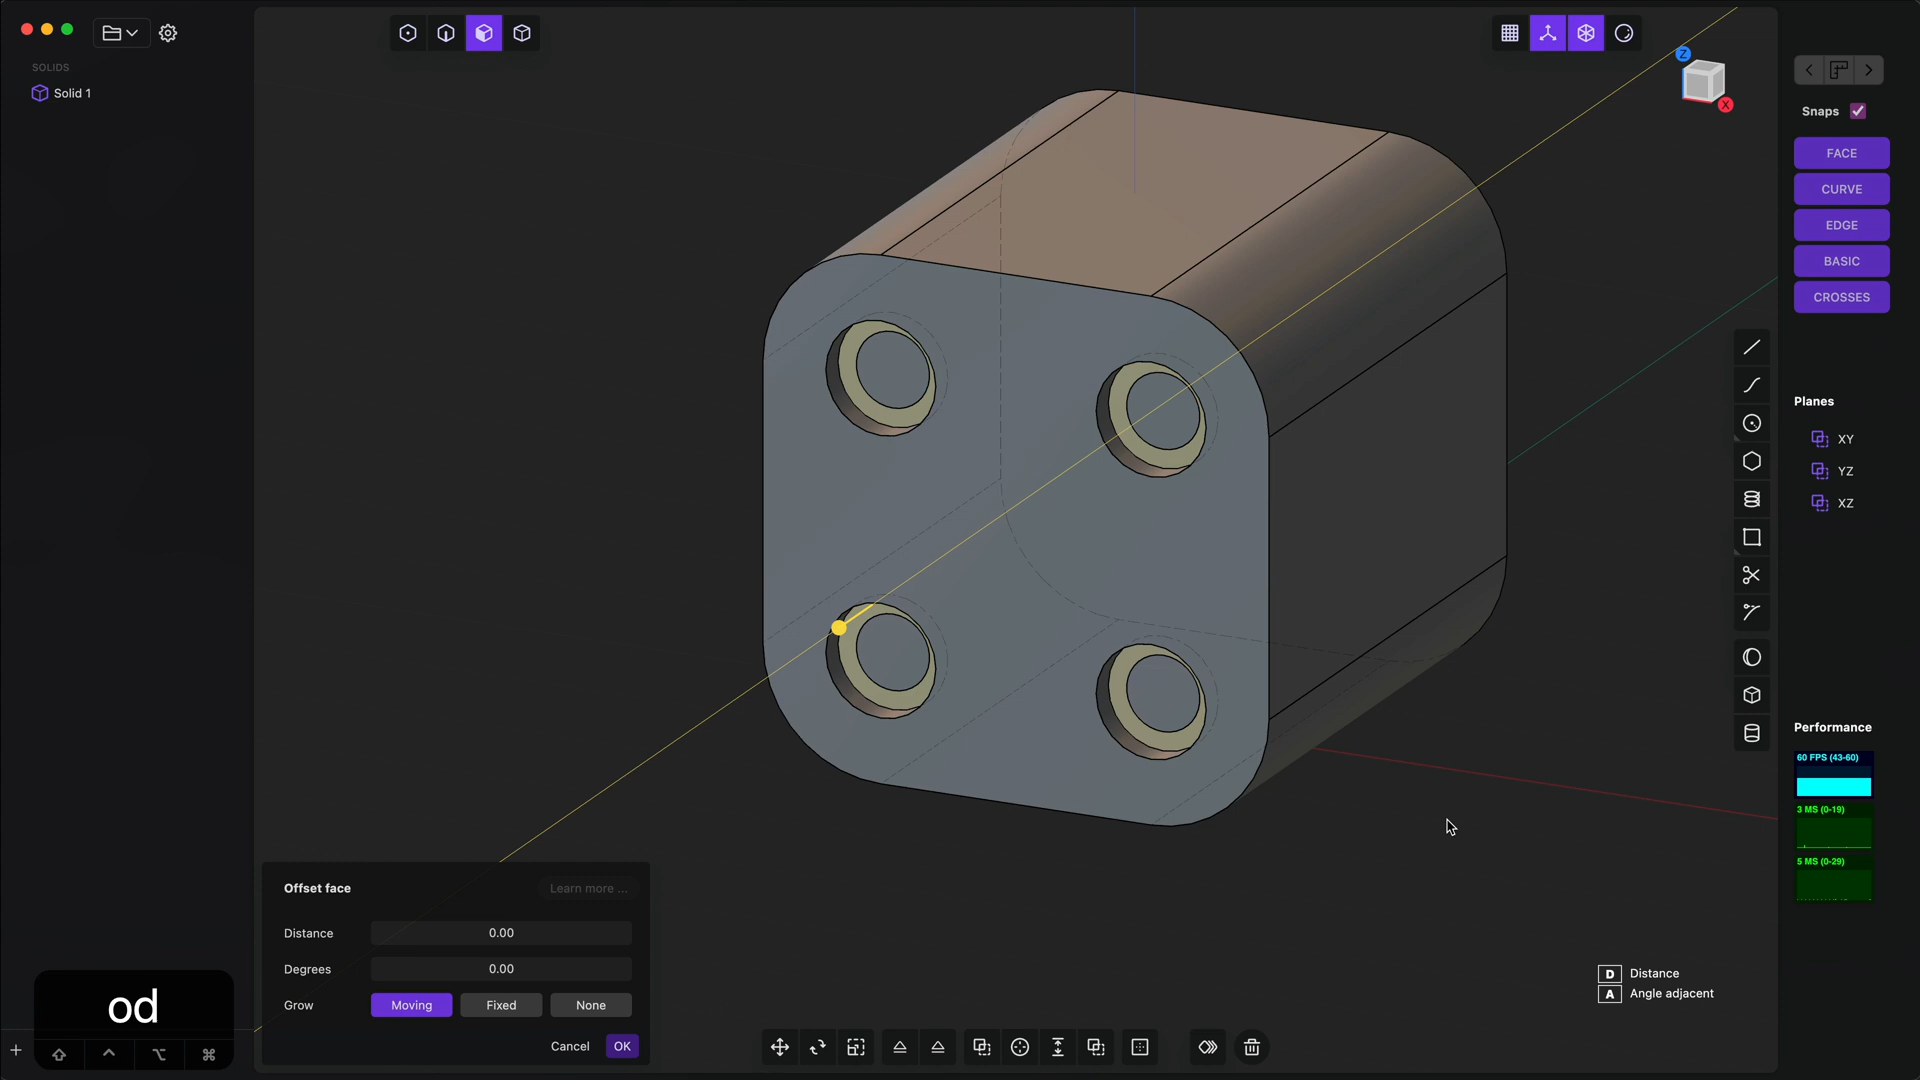 SOLIDS
Solid 1
Z
X
Snaps
FACE
CURVE
EDGE
BASIC
CROSSES
Planes
XY
YZ
XZ
Performance
60 FPS (43-60)
3 MS (0-19)
5 MS (0-29)
Offset face
Learn more ...
Distance 0.00
Degrees 0.00
Grow Moving Fixed None
Cancel OK
od
D Distance
A Angle adjacent